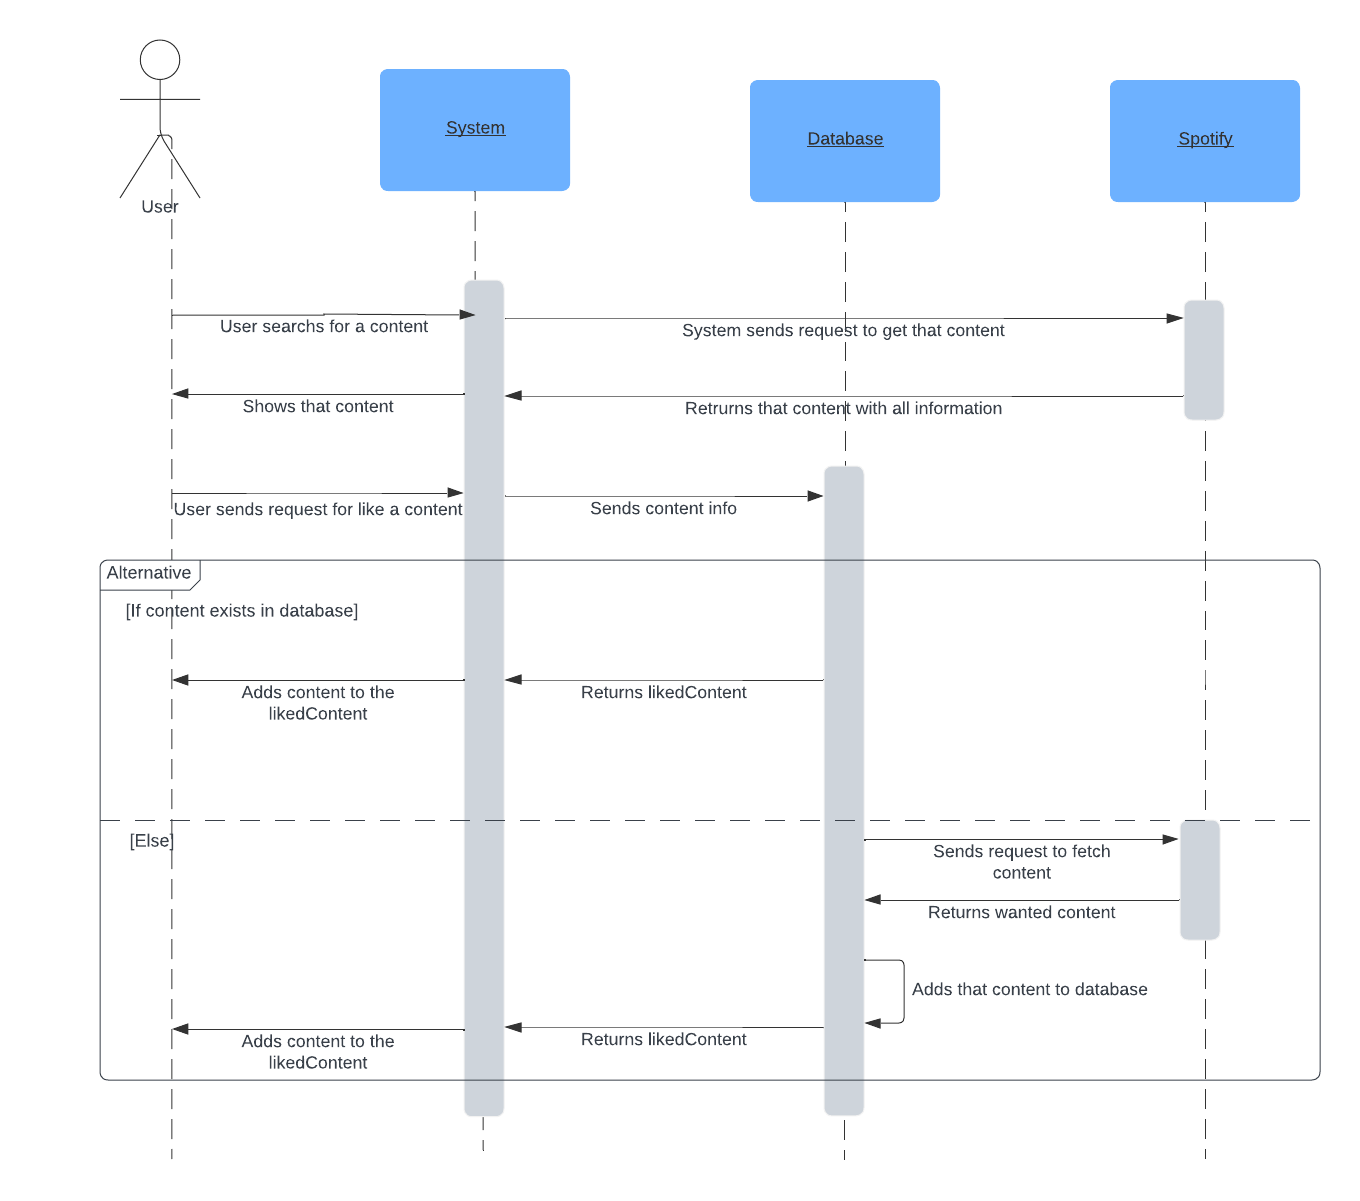 User
System
Database
Spotify
User searchs for a content
System sends request to get that content
Shows that content
Retrurns that content with all information
User sends request for like a content
Sends content info
Alternative
[If content exists in database]
Adds content to the
likedContent
Returns likedContent
[Else]
Sends request to fetch
content
Returns wanted content
Adds that content to database
Adds content to the
likedContent
Returns likedContent